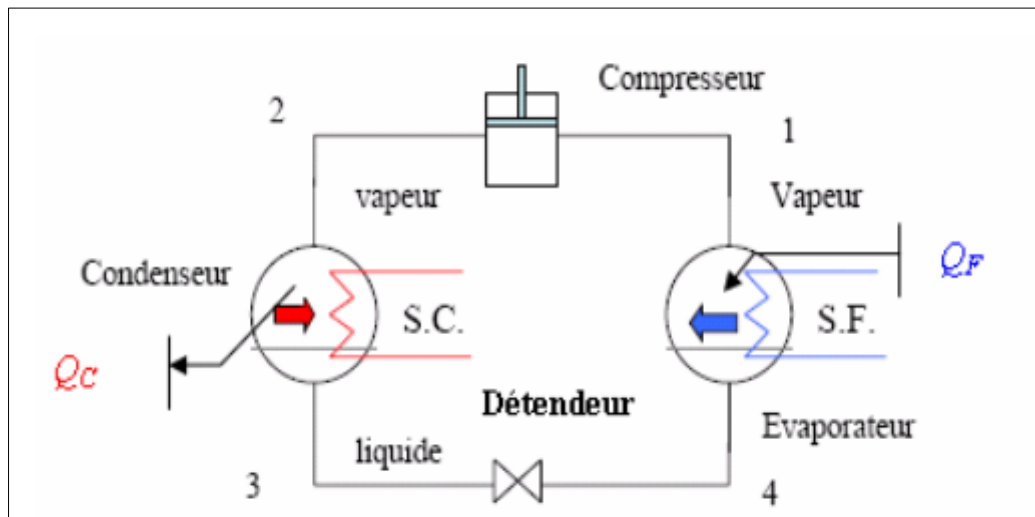 Compresseur
2
1
vapeur
Vapeur
Condenseur
Q_F
S.C.
S.F.
Q_C
Détendeur
Evaporateur
liquide
3
4